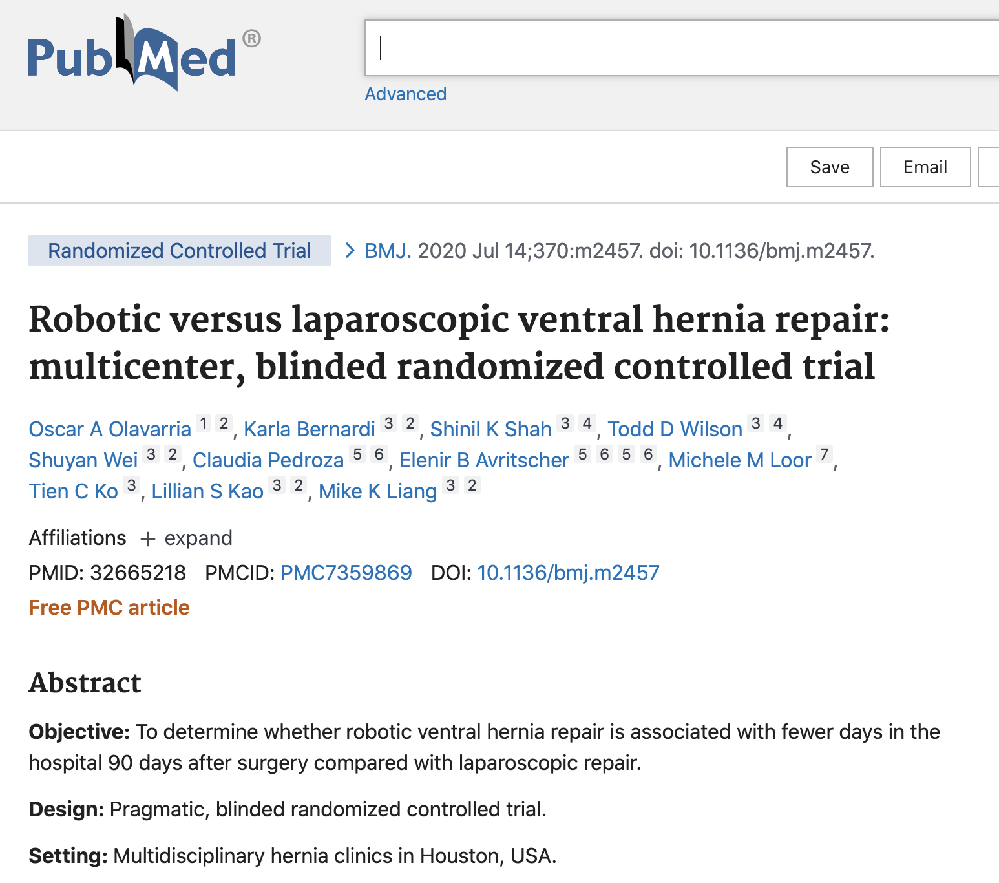 PubMed®
Advanced
Save Email
Randomized Controlled Trial > BMJ. 2020 Jul 14;370:m2457. doi: 10.1136/bmj.m2457.
Robotic versus laparoscopic ventral hernia repair:
multicenter, blinded randomized controlled trial
Oscar A Olavarria 1 2, Karla Bernardi 3 2, Shinil K Shah 3 4, Todd D Wilson 3 4,
Shuyan Wei 3 2, Claudia Pedroza 5 6, Elenir B Avritscher 5 6 5 6, Michele M Loor 7,
Tien C Ko 3, Lillian S Kao 3 2, Mike K Liang 3 2
Affiliations + expand
PMID: 32665218 PMCID: PMC7359869 DOI: 10.1136/bmj.m2457
Free PMC article
Abstract
Objective: To determine whether robotic ventral hernia repair is associated with fewer days in the
hospital 90 days after surgery compared with laparoscopic repair.
Design: Pragmatic, blinded randomized controlled trial.
Setting: Multidisciplinary hernia clinics in Houston, USA.